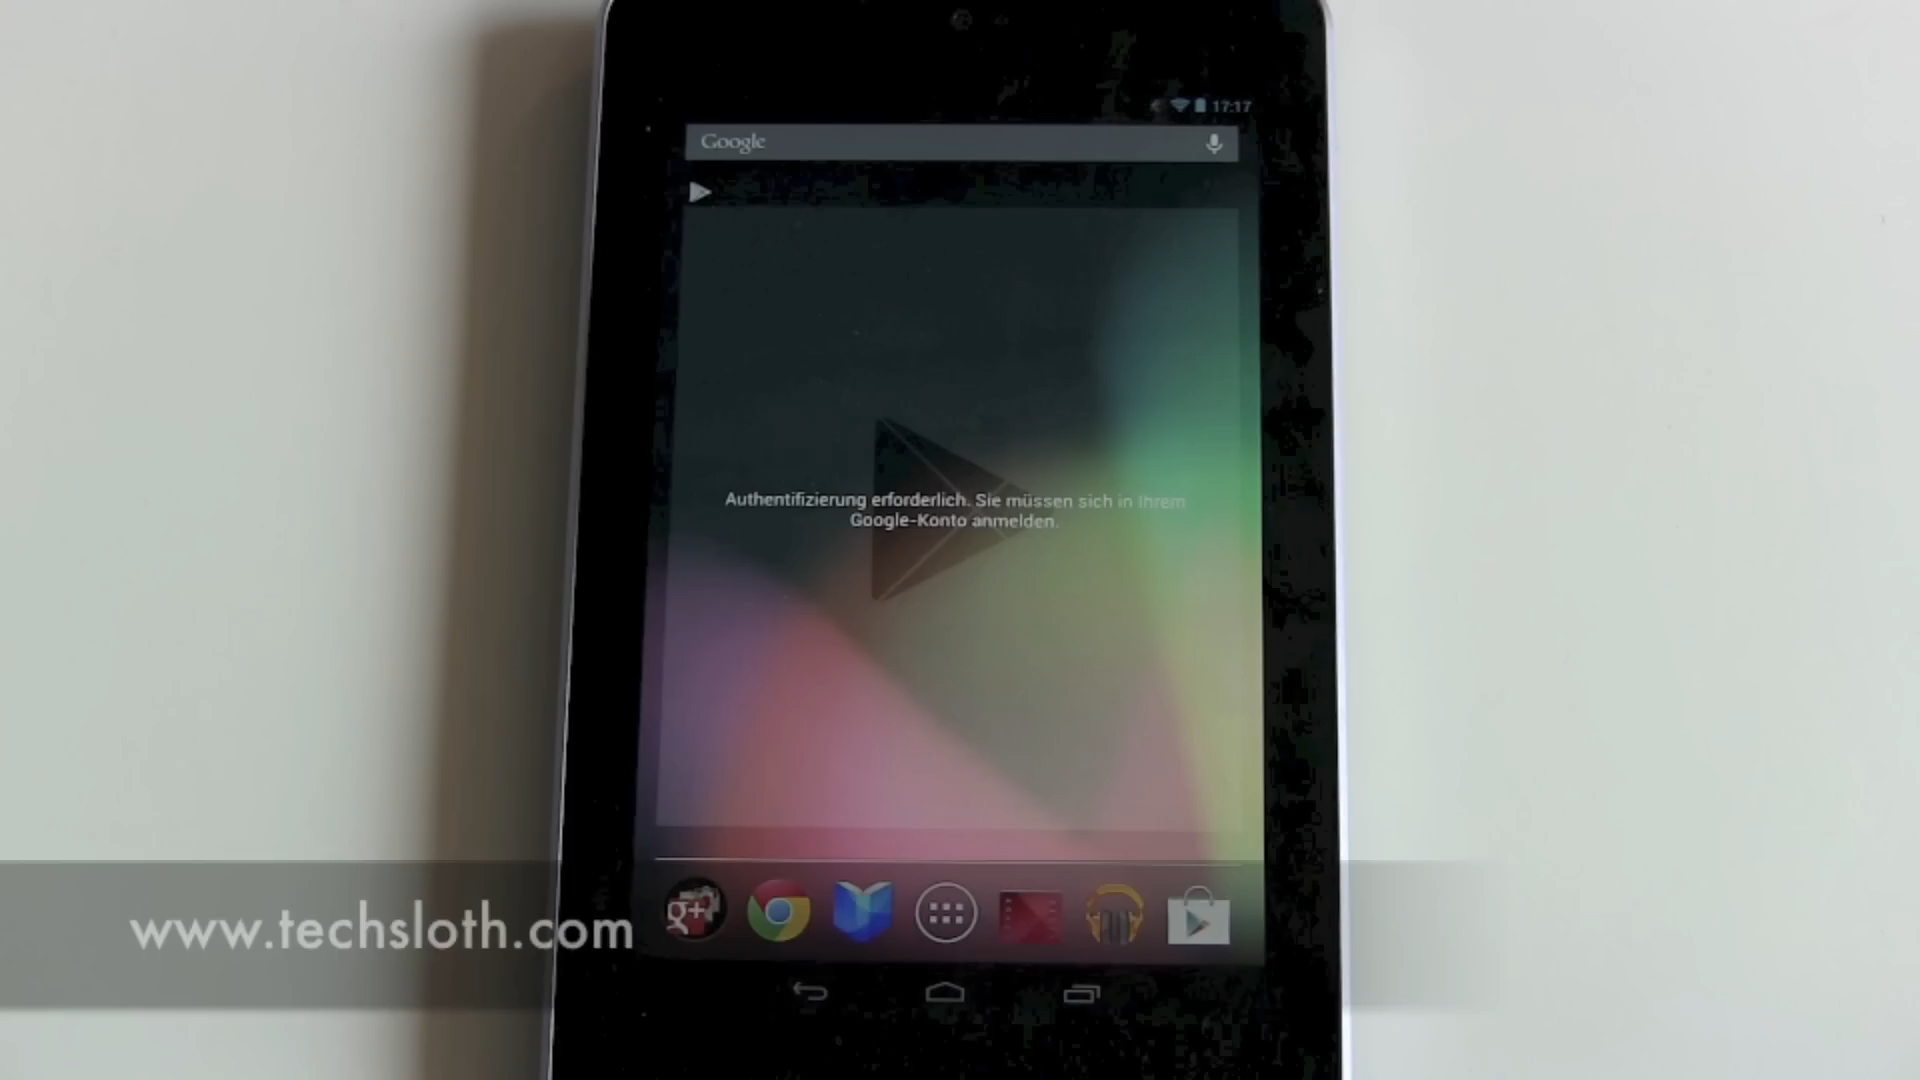 17:17
Google
Authentifizierung erforderlich. Sie müssen sich in Ihrem
Google-Konto anmelden.
g+
www.techsloth.com